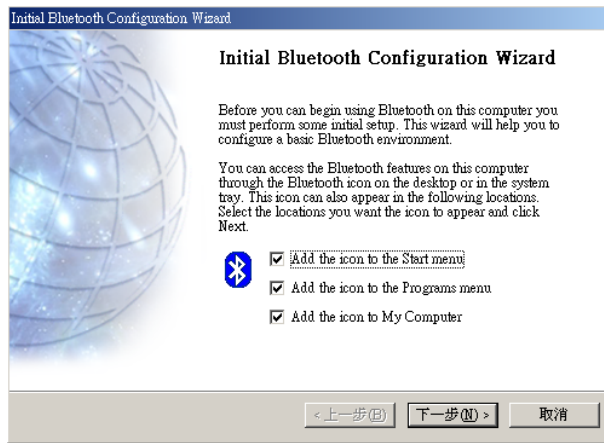 Initial Bluetooth Configuration Wizard
Initial Bluetooth Configuration Wizard
Before you can begin using Bluetooth on this computer you
must perform some initial setup. This wizard will help you to
configure a basic Bluetooth environment.
You can access the Bluetooth features on this computer
through the Bluetooth icon on the desktop or in the system
tray. This icon can also appear in the following locations.
Select the locations you want the icon to appear and click
Next.
Add the icon to the Start menu
Add the icon to the Programs menu
Add the icon to My Computer
<上一步(B) 下一步(N) > 取消